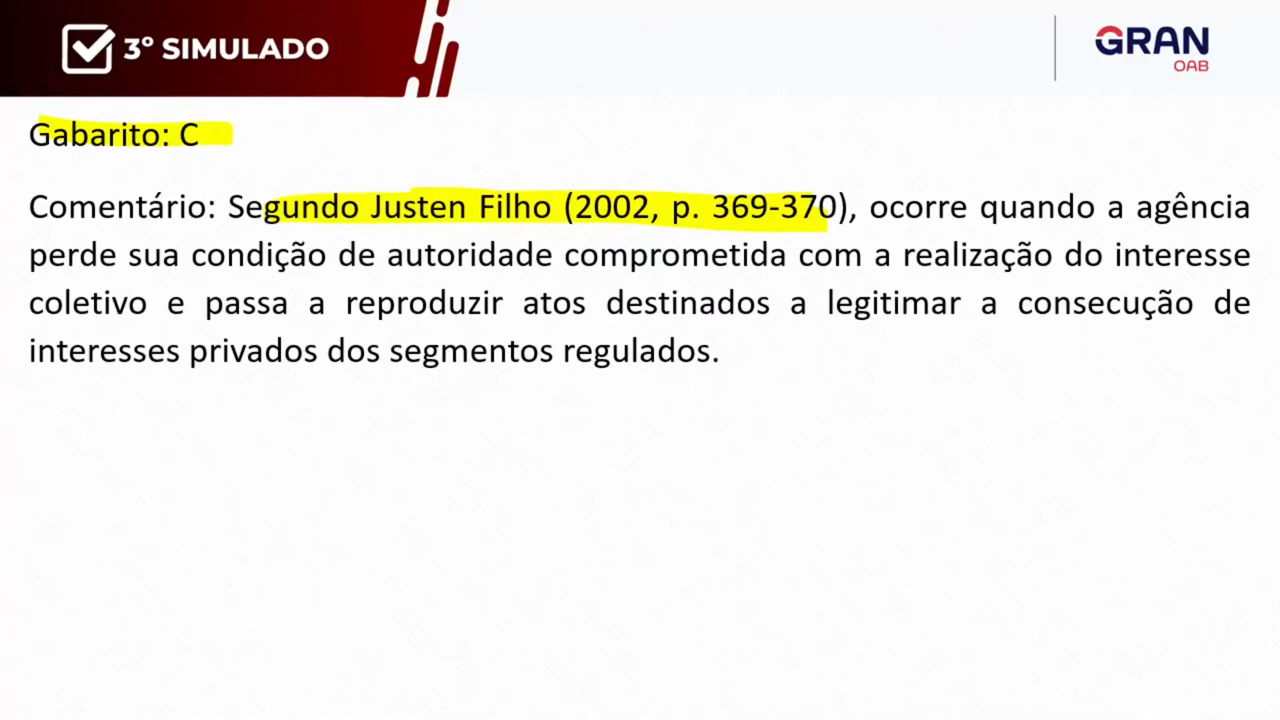 3º SIMULADO
GRAN
OAB
Gabarito: C
Comentário: Segundo Justen Filho (2002, p. 369-370), ocorre quando a agência
perde sua condição de autoridade comprometida com a realização do interesse
coletivo e passa a reproduzir atos destinados a legitimar a consecução de
interesses privados dos segmentos regulados.